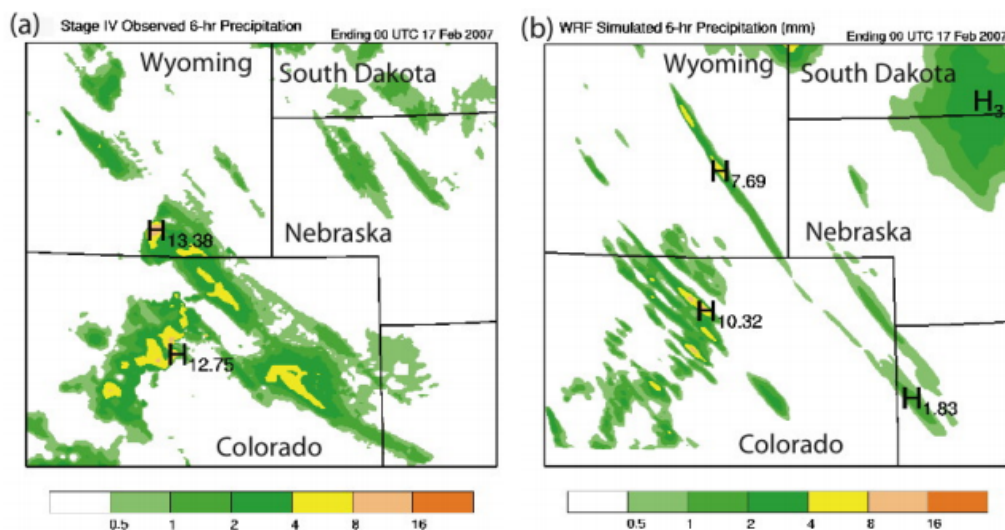 (a) Stage IV Observed 6-hr Precipitation
Ending 00 UTC 17 Feb 2007
Wyoming
South Dakota
Nebraska
H13.38
H12.75
Colorado
0.5 1 2 4 8 16
(b) WRF Simulated 6-hr Precipitation (mm)
Ending 00 UTC 17 Feb 2007
Wyoming
South Dakota
H3
H7.69
Nebraska
H10.32
H1.83
Colorado
0.5 1 2 4 8 16